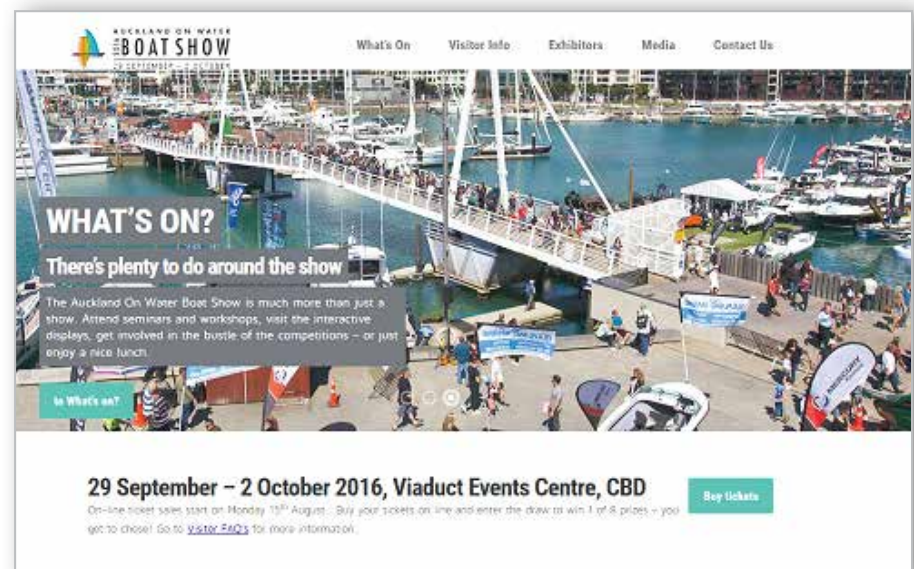 AUCKLAND ON WATER
2016 BOAT SHOW
29 SEPTEMBER – 2 OCTOBER
What's On Visitor Info Exhibitors Media Contact Us
WHAT'S ON?
There's plenty to do around the show
The Auckland On Water Boat Show is much more than just a
show. Attend seminars and workshops, visit the interactive
displays, get involved in the bustle of the competitions – or just
enjoy a nice lunch.
to What's on?
MERCURY
29 September – 2 October 2016, Viaduct Events Centre, CBD
On-line ticket sales start on Monday 15th August. Buy your tickets on line and enter the draw to win 1 of 8 prizes – you
get to chose! Go to Visitor FAQ's for more information.
Buy tickets